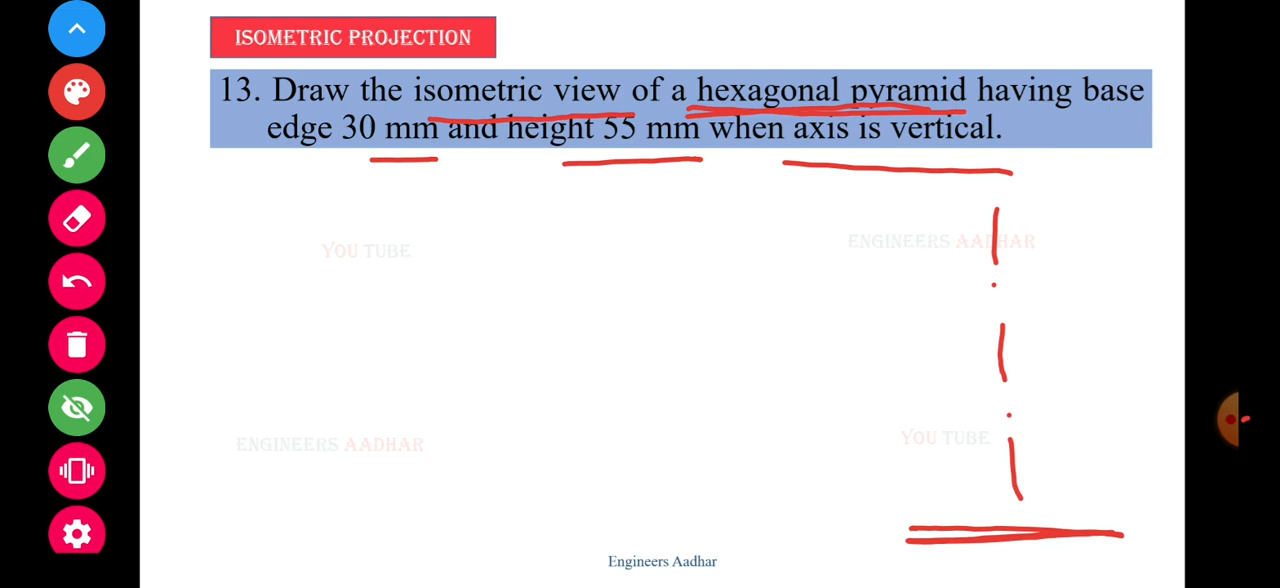 ISOMETRIC PROJECTION
13. Draw the isometric view of a hexagonal pyramid having base
edge 30 mm and height 55 mm when axis is vertical.
YOU TUBE
ENGINEERS AADHAR
ENGINEERS AADHAR
YOU TUBE
Engineers Aadhar